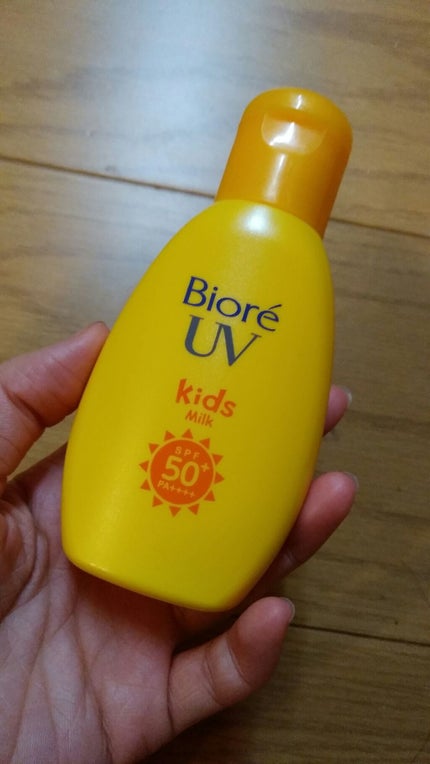 Bioré
UV
kids
Milk
SPF
50+
PA++++